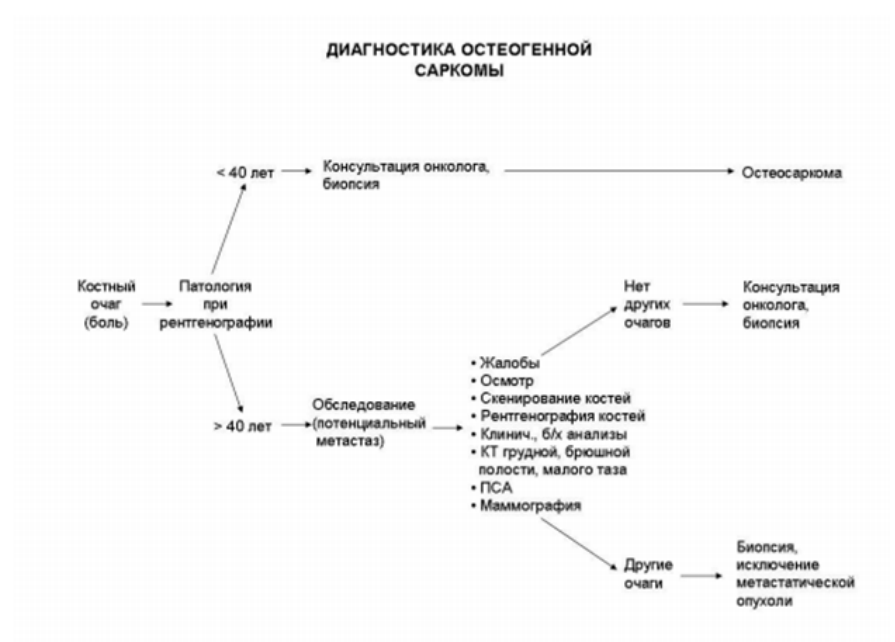 ДИАГНОСТИКА ОСТЕОГЕННОЙ
САРКОМЫ
< 40 лет
Консультация онколога,
биопсия
Остеосаркома
Костный
очаг
(боль)
Патология
при
рентгенографии
> 40 лет
Обследование
(потенциальный
метастаз)
• Жалобы
• Осмотр
• Скенирование костей
• Рентгенография костей
• Клинич., б/х анализы
• КТ грудной, брюшной
полости, малого таза
• ПСА
• Маммография
Нет
других
очагов
Консультация
онколога,
биопсия
Другие
очаги
Биопсия,
исключение
метастатической
опухоли